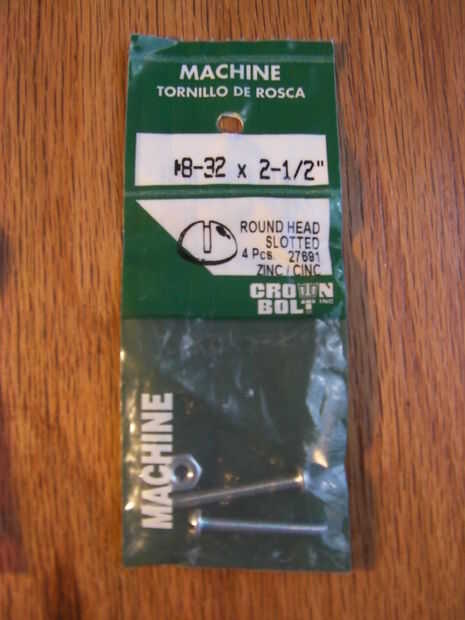 MACHINE
TORNILLO DE ROSCA
#8-32 x 2-1/2"
ROUND HEAD
SLOTTED
4 Pcs. 27691
ZINC / CINC
CROWN
BOLT INC
MACHINE